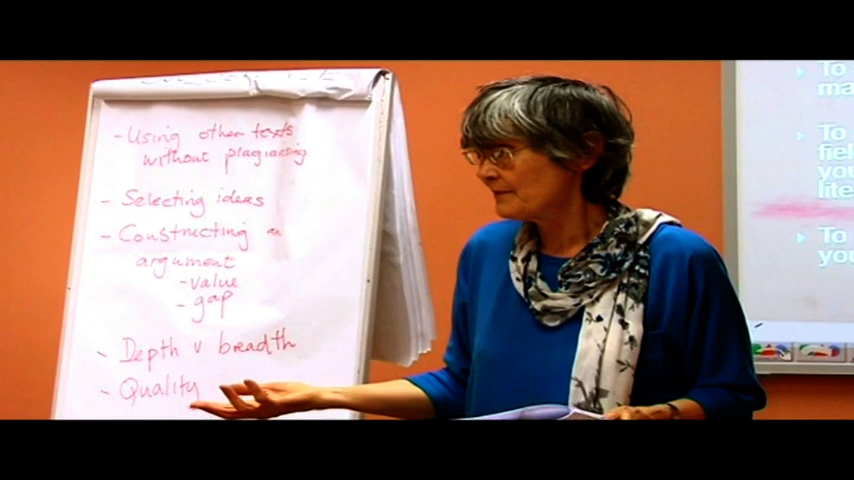 - Using other texts
without plagiarising
- Selecting ideas
- Constructing an
argument
- value
- gap
- Depth v breadth
- Quality
To
ma
To
fiel
you
lite
To
you